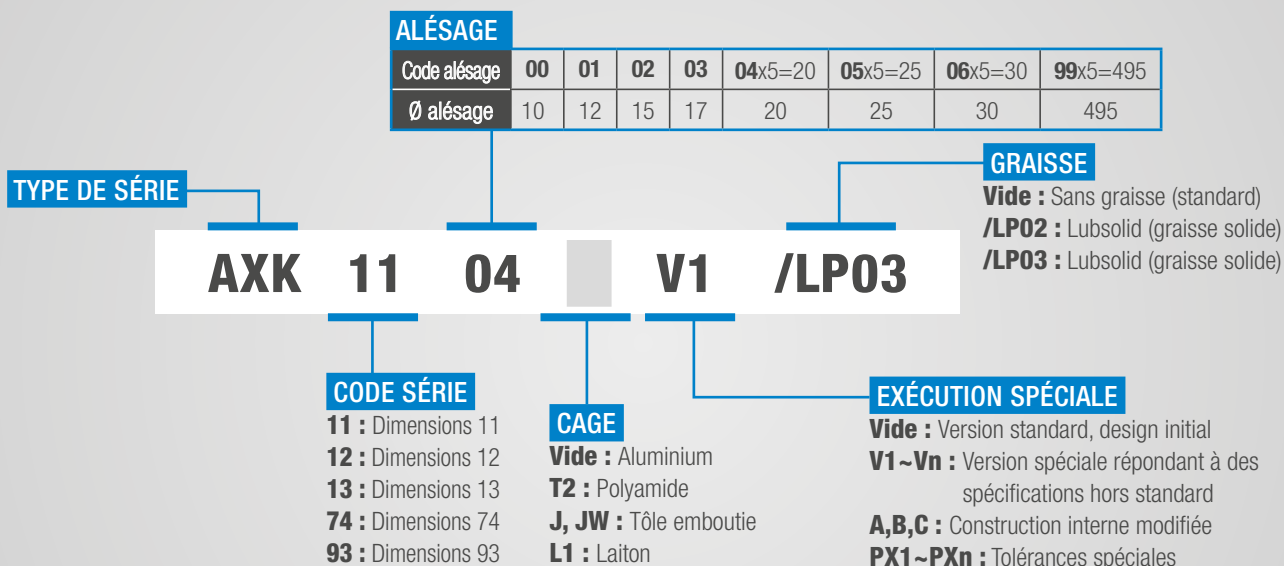 ALÉSAGE
Code alésage 00 01 02 03 04x5=20 05x5=25 06x5=30 99x5=495
Ø alésage 10 12 15 17 20 25 30 495
TYPE DE SÉRIE
GRAISSE
Vide : Sans graisse (standard)
/LP02 : Lubsolid (graisse solide)
/LP03 : Lubsolid (graisse solide)
AXK 11 04 V1 /LP03
CODE SÉRIE
11 : Dimensions 11
12 : Dimensions 12
13 : Dimensions 13
74 : Dimensions 74
93 : Dimensions 93
CAGE
Vide : Aluminium
T2 : Polyamide
J, JW : Tôle emboutie
L1 : Laiton
EXÉCUTION SPÉCIALE
Vide : Version standard, design initial
V1~Vn : Version spéciale répondant à des
spécifications hors standard
A,B,C : Construction interne modifiée
PX1~PXn : Tolérances spéciales